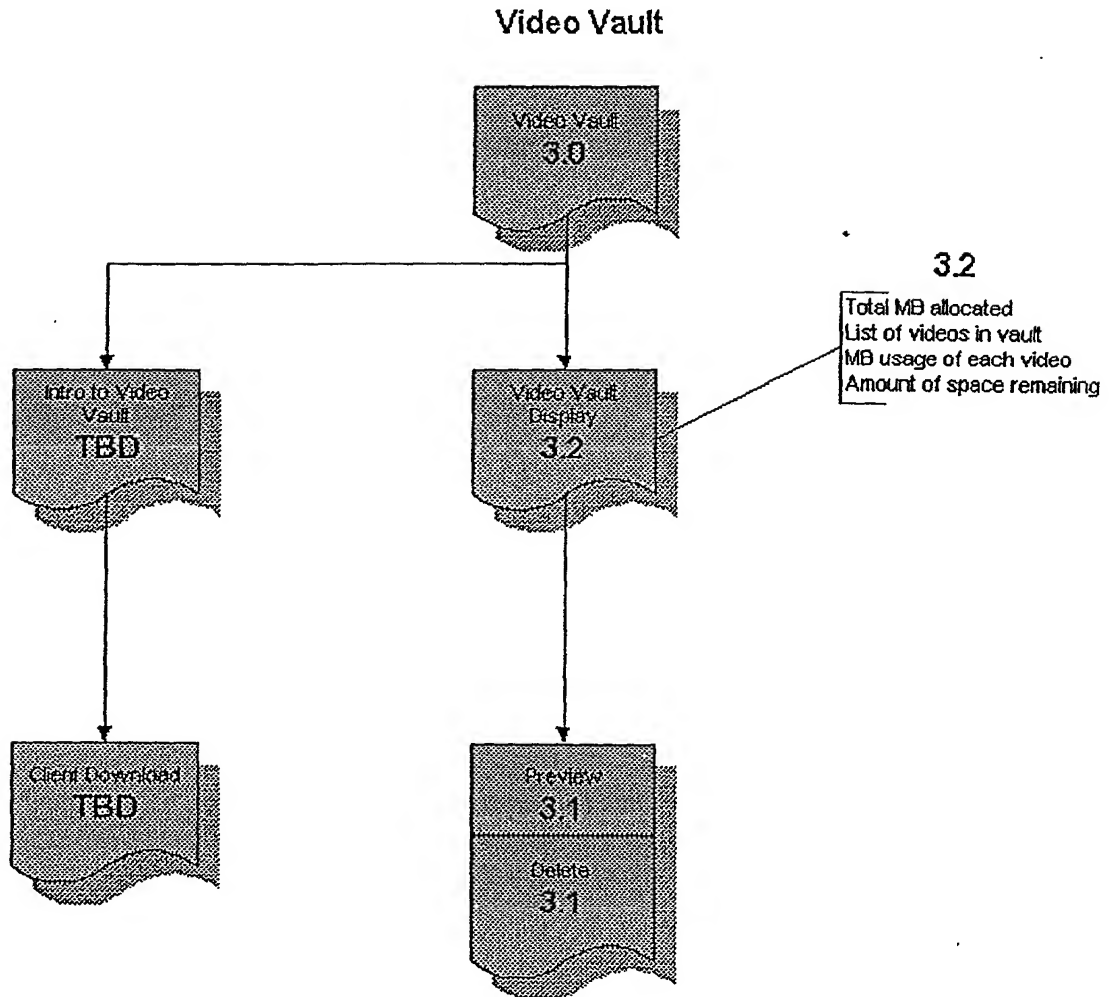 Video Vault
Video Vault
3.0
3.2
Total MB allocated
List of videos in vault
MB usage of each video
Amount of space remaining
Intro to Video
Vault
TBD
Video Vault
Display
3.2
Client Download
TBD
Preview
3.1
Delete
3.1